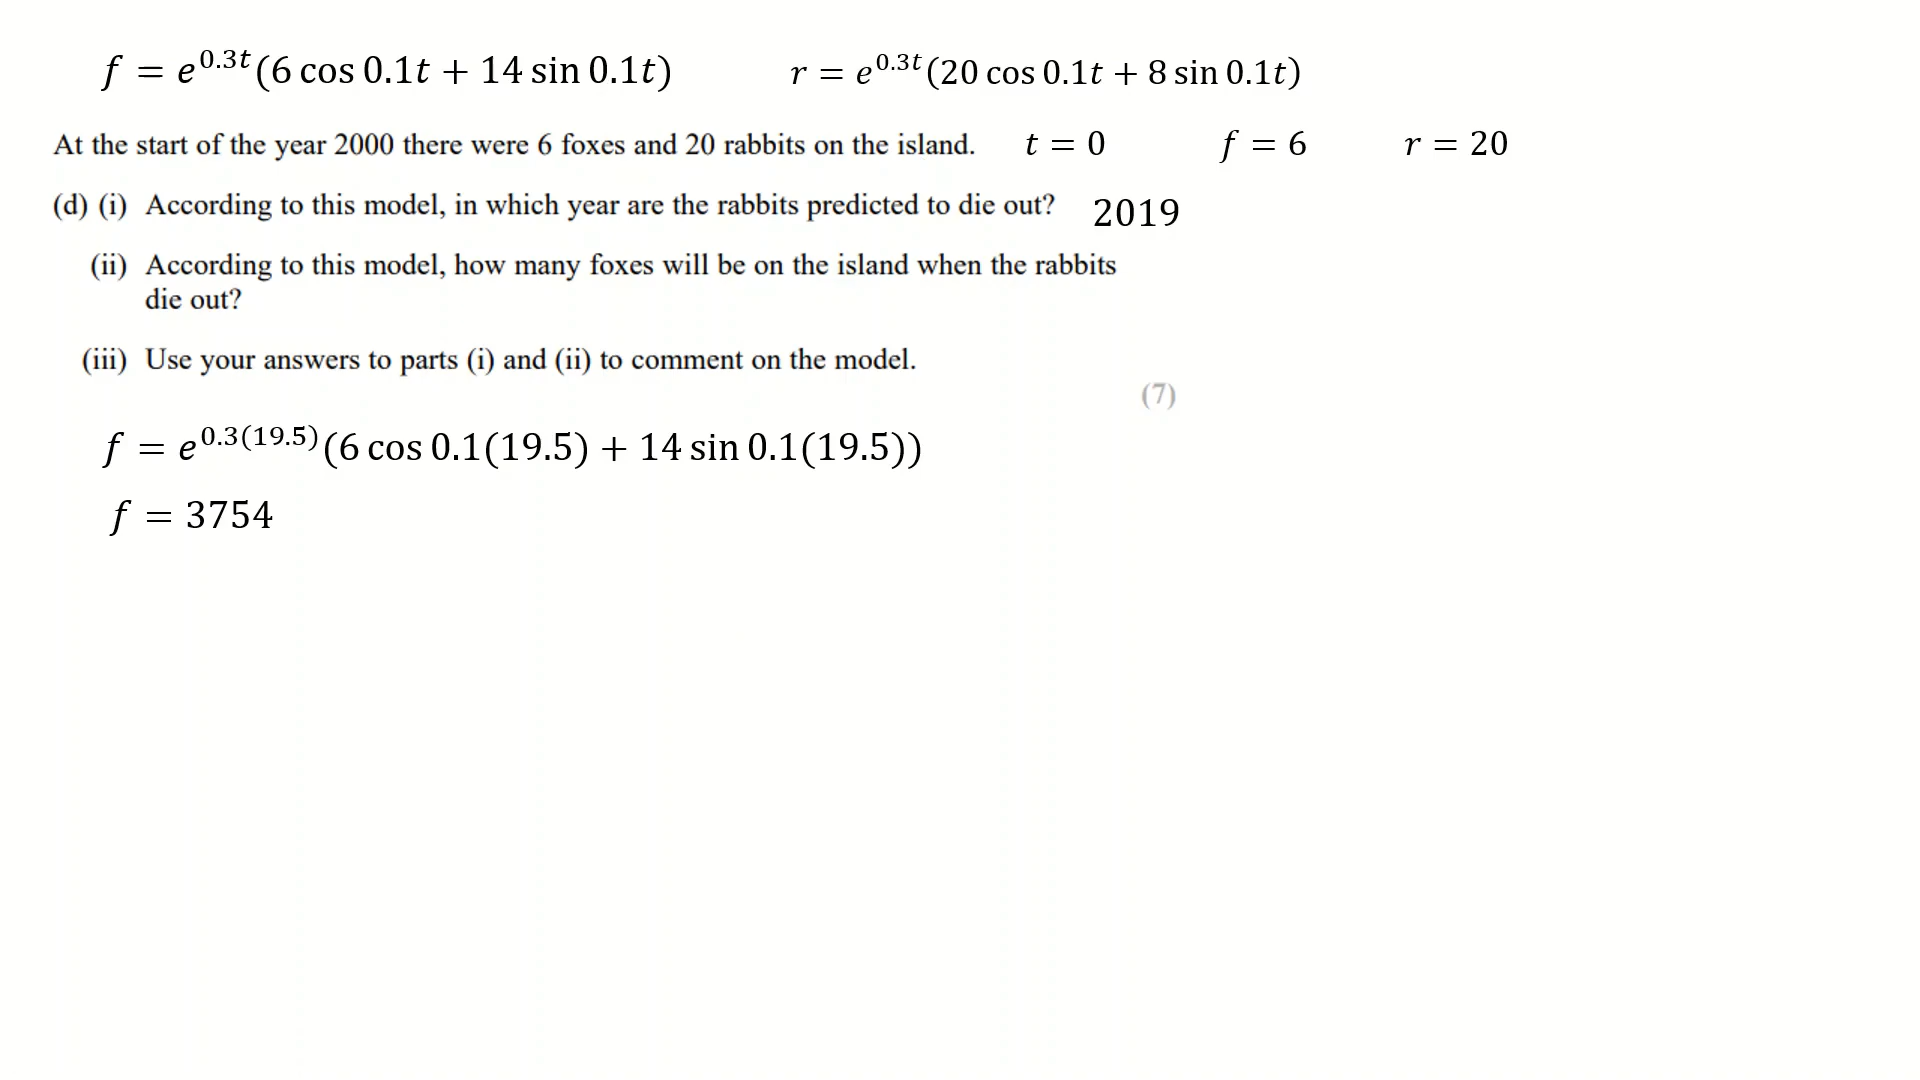 f = e^{0.3t}(6 cos 0.1t + 14 sin 0.1t) r = e^{0.3t}(20 cos 0.1t + 8 sin 0.1t)
At the start of the year 2000 there were 6 foxes and 20 rabbits on the island. t = 0 f = 6 r = 20
(d) (i) According to this model, in which year are the rabbits predicted to die out? 2019
(ii) According to this model, how many foxes will be on the island when the rabbits
die out?
(iii) Use your answers to parts (i) and (ii) to comment on the model.
(7)
f = e^{0.3(19.5)}(6 cos 0.1(19.5) + 14 sin 0.1(19.5))
f = 3754